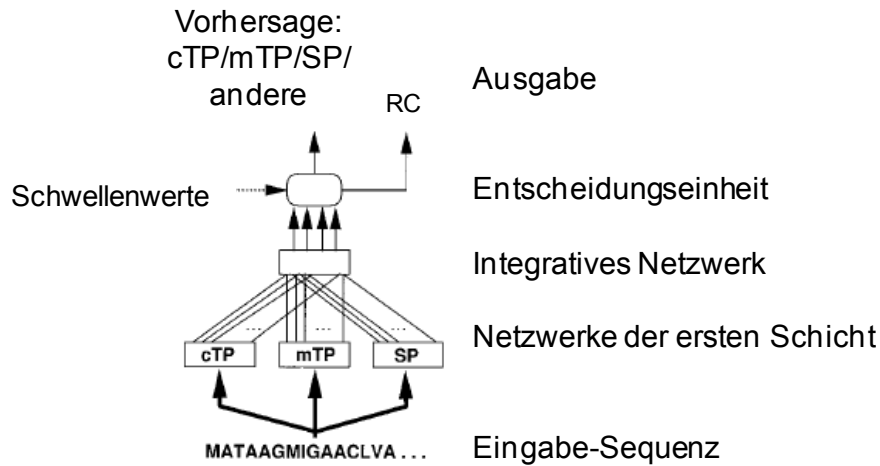 Vorhersage:
cTP/mTP/SP/
andere
RC
Ausgabe
Schwellenwerte
Entscheidungseinheit
Integratives Netzwerk
... ... ...
Netzwerke der ersten Schicht
cTP mTP SP
MATAAGMIGAACLVA...
Eingabe-Sequenz